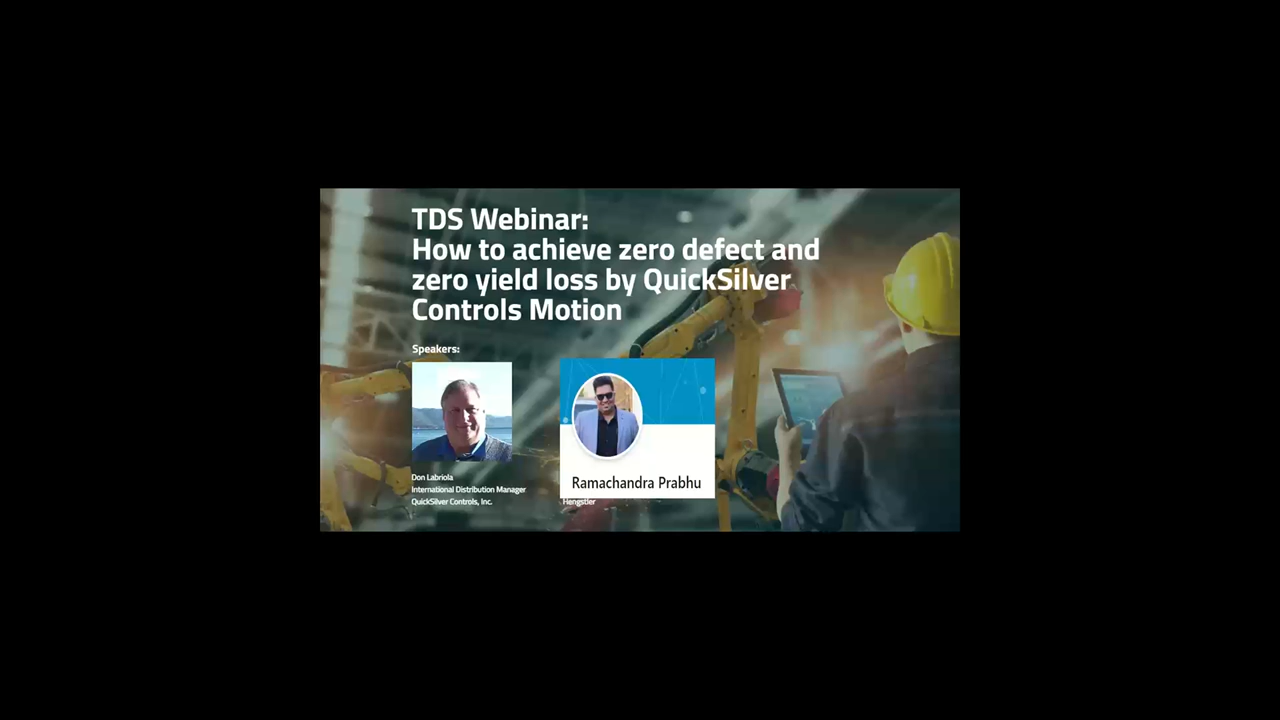 TDS Webinar:
How to achieve zero defect and
zero yield loss by QuickSilver
Controls Motion
Speakers:
Don Labriola
International Distribution Manager
QuickSilver Controls, Inc.
Ramachandra Prabhu
Hengstler